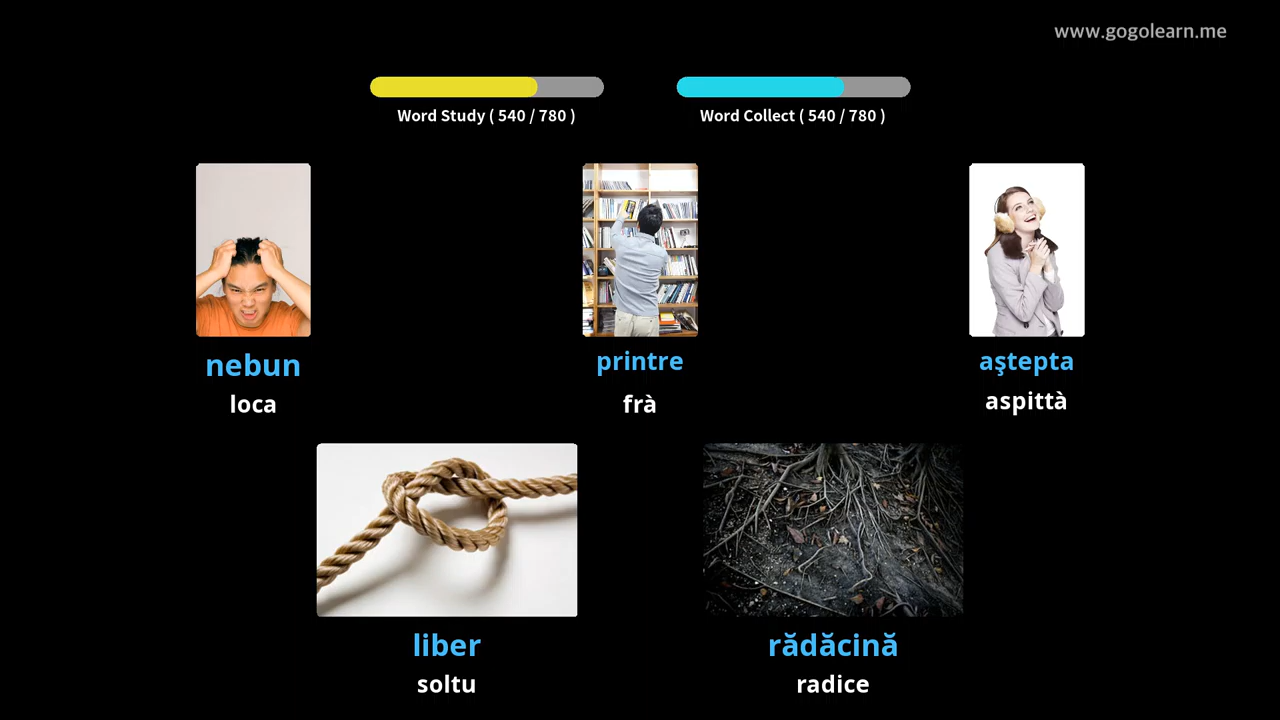 www.gogolearn.me
Word Study ( 540 / 780 )
Word Collect ( 540 / 780 )
nebun
loca
printre
frà
aştepta
aspittà
liber
soltu
rădăcină
radice